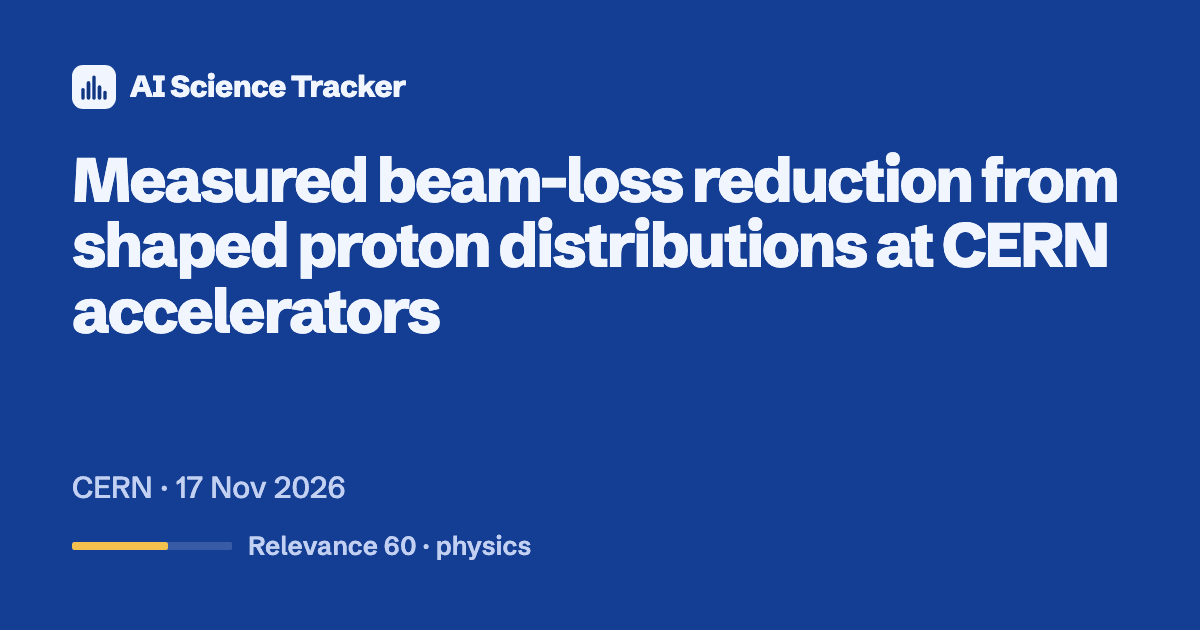 AI Science Tracker
Measured beam-loss reduction from
shaped proton distributions at CERN
accelerators
CERN · 17 Nov 2026
Relevance 60 · physics